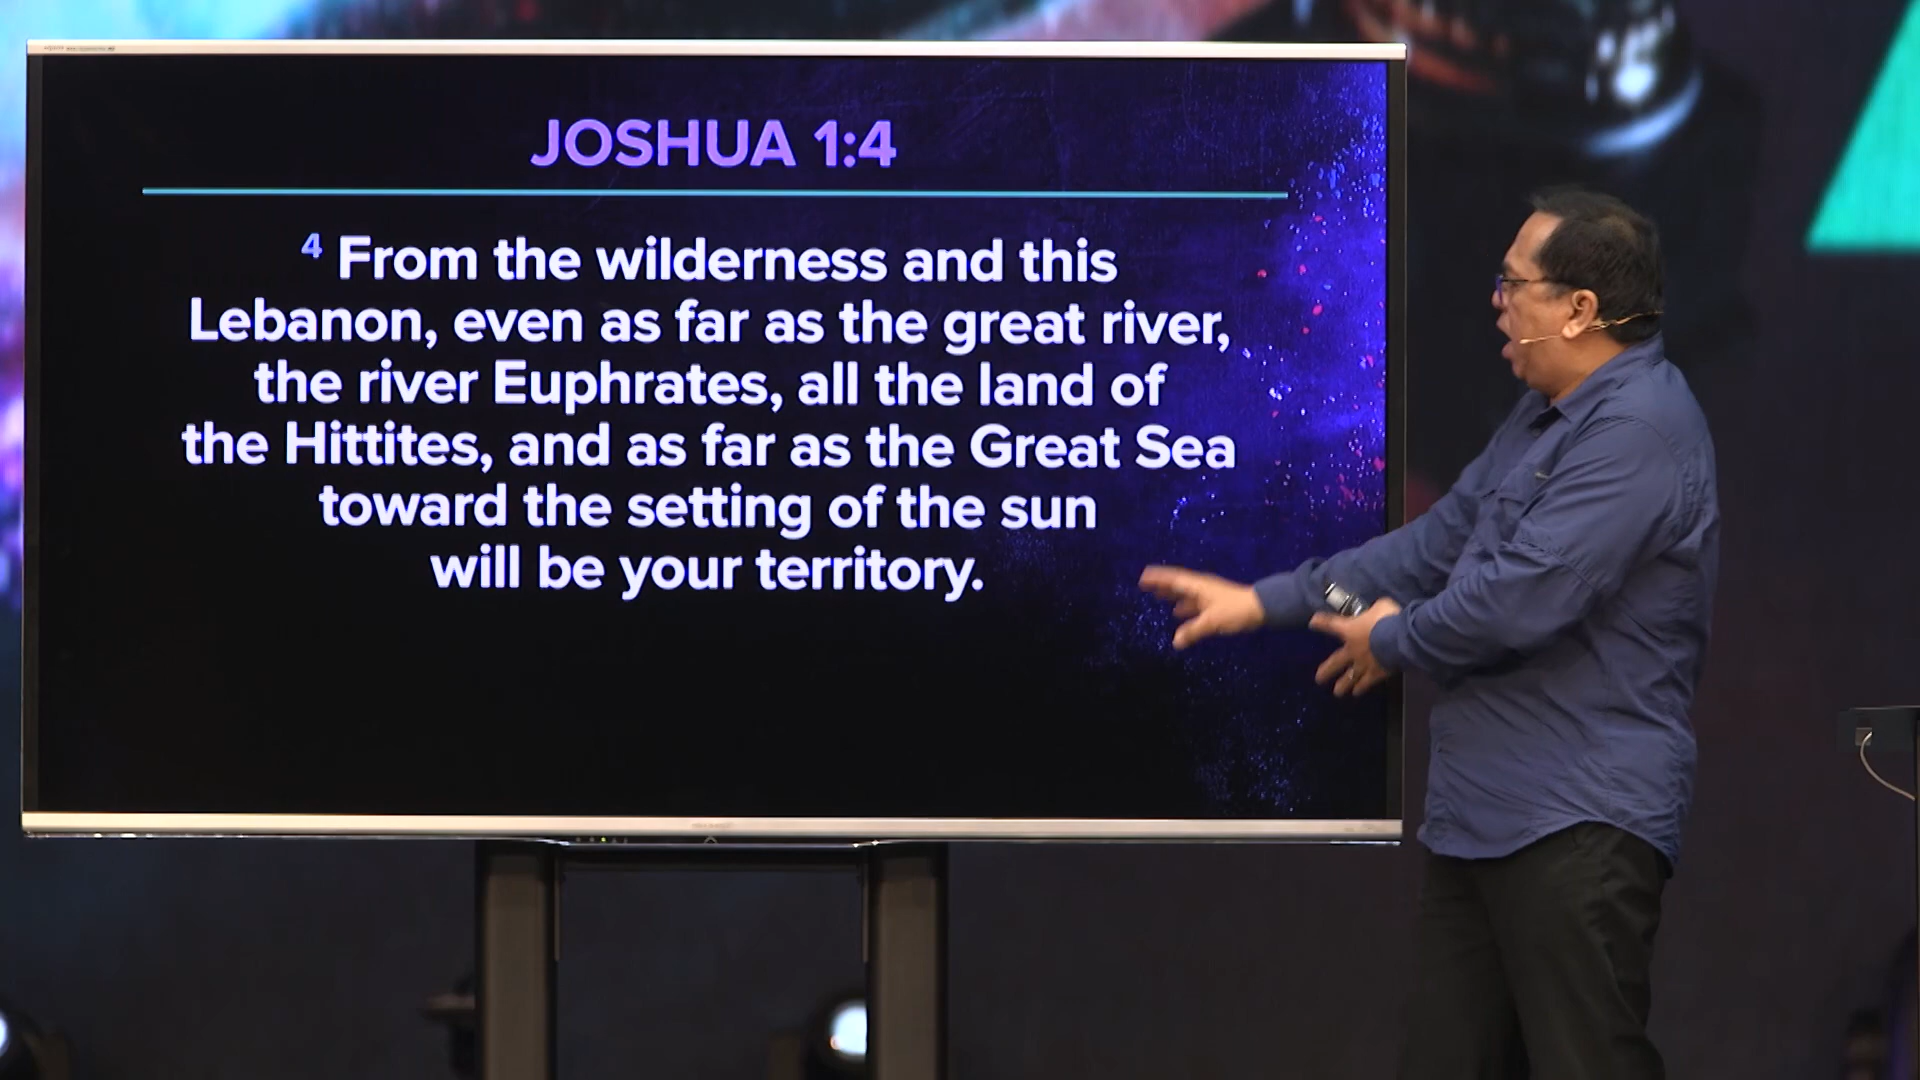 JOSHUA 1:4
4 From the wilderness and this
Lebanon, even as far as the great river,
the river Euphrates, all the land of
the Hittites, and as far as the Great Sea
toward the setting of the sun
will be your territory.